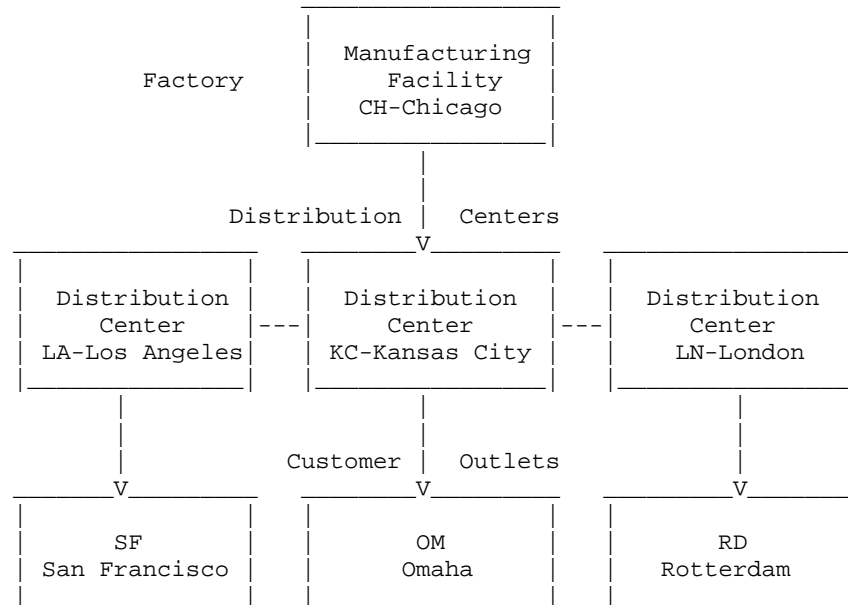 Manufacturing
Factory Facility
CH-Chicago
Distribution Centers
Distribution Distribution Distribution
Center Center Center
LA-Los Angeles KC-Kansas City LN-London
Customer Outlets
SF OM RD
San Francisco Omaha Rotterdam